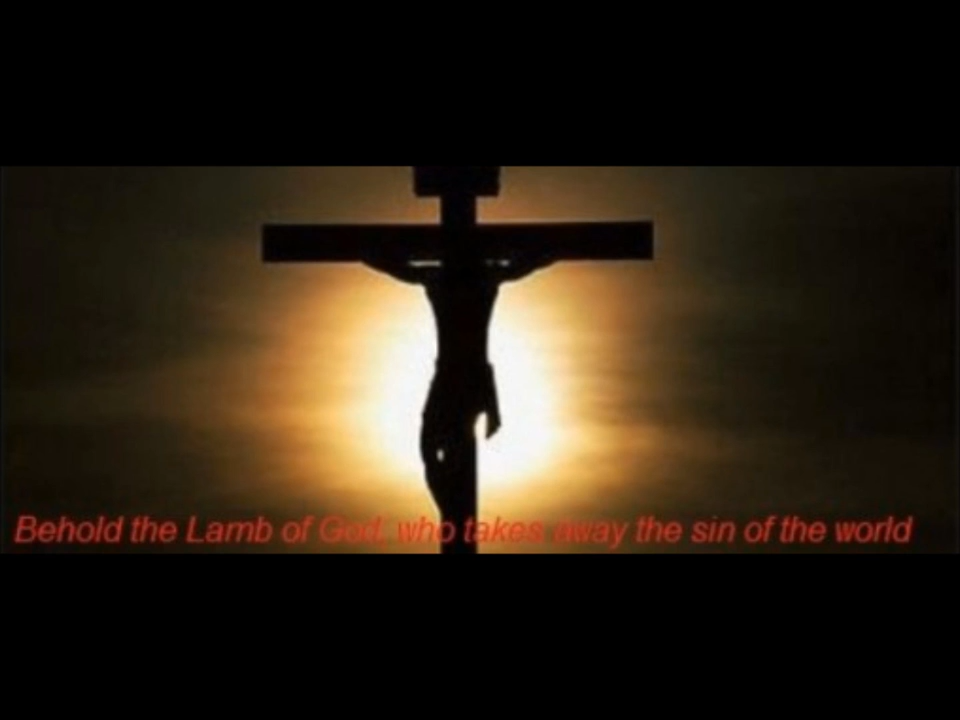 Behold the Lamb of God, who takes away the sin of the world